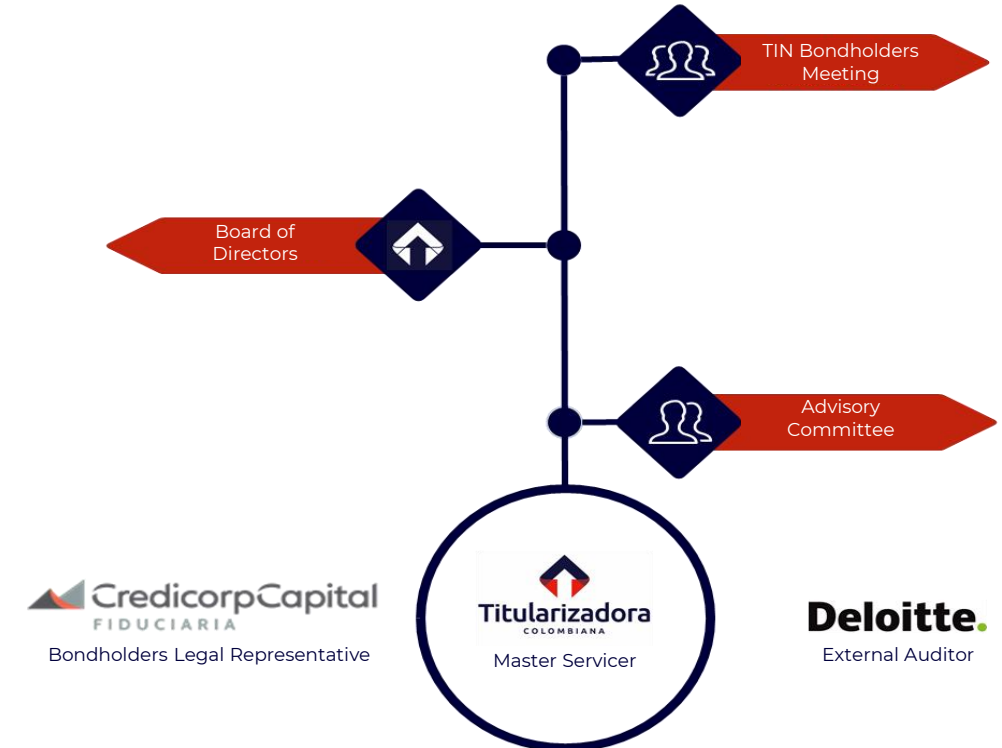 TIN Bondholders
Meeting
Board of
Directors
Advisory
Committee
CredicorpCapital
FIDUCIARIA
Bondholders Legal Representative
Titularizadora
COLOMBIANA
Master Servicer
Deloitte.
External Auditor